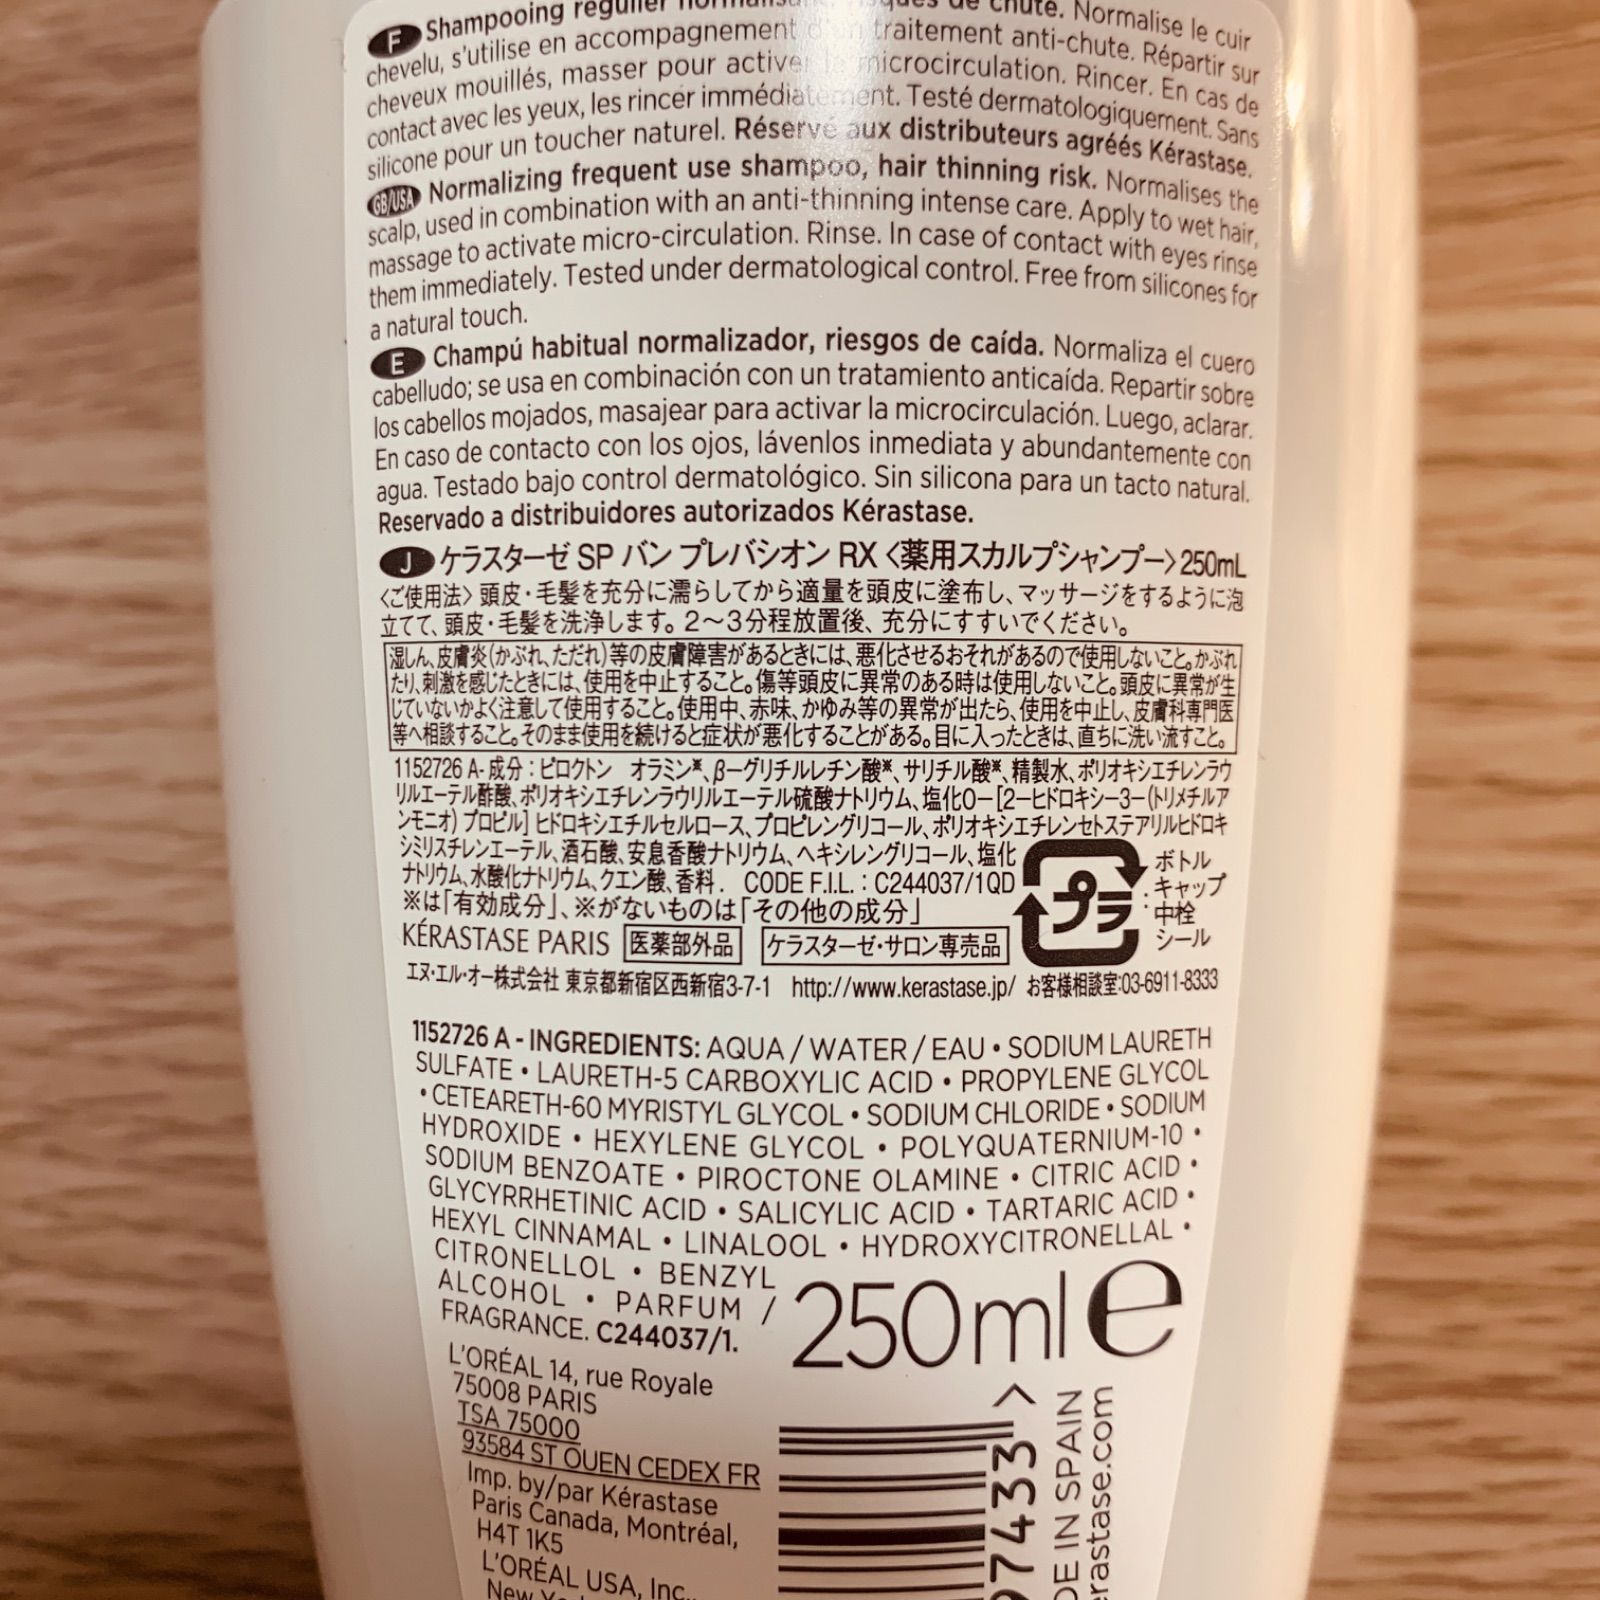 F Shampooing régulier chute. Normalise le cuir
chevelu, s'utilise en accompagnement d'un traitement anti-chute. Répartir sur
cheveux mouillés, masser pour activer la microcirculation. Rincer. En cas de
contact avec les yeux, les rincer immédiatement. Testé dermatologiquement. Sans
silicone pour un toucher naturel. Réservé aux distributeurs agréés Kérastase.
GB/USA Normalizing frequent use shampoo, hair thinning risk. Normalises the
scalp, used in combination with an anti-thinning intense care. Apply to wet hair,
massage to activate micro-circulation. Rinse. In case of contact with eyes rinse
them immediately. Tested under dermatological control. Free from silicones for
a natural touch.
E Champú habitual normalizador, riesgos de caída. Normaliza el cuero
cabelludo; se usa en combinación con un tratamiento anticaída. Repartir sobre
los cabellos mojados, masajear para activar la microcirculación. Luego, aclarar.
En caso de contacto con los ojos, lávenlos inmediata y abundantemente con
agua. Testado bajo control dermatológico. Sin silicona para un tacto natural.
Reservado a distribuidores autorizados Kérastase.
J ケラスターゼ SP バン プレバシオン RX〈薬用スカルプシャンプー〉250mL
〈ご使用法〉頭皮・毛髪を充分に濡らしてから適量を頭皮に塗布し、マッサージをするように泡
立てて、頭皮・毛髪を洗浄します。2〜3分程放置後、充分にすすいでください。
湿しん、皮膚炎(かぶれ、ただれ)等の皮膚障害があるときには、悪化させるおそれがあるので使用しないこと。かぶれ
たり、刺激を感じたときには、使用を中止すること。傷等頭皮に異常のある時は使用しないこと。頭皮に異常が生
じていないかよく注意して使用すること。使用中、赤味、かゆみ等の異常が出たら、使用を中止し、皮膚科専門医
等へ相談すること。そのまま使用を続けると症状が悪化することがある。目に入ったときは、直ちに洗い流すこと。
1152726 A-成分:ピロクトン オラミン※、β-グリチルレチン酸※、サリチル酸※、精製水、ポリオキシエチレンラウ
リルエーテル酢酸、ポリオキシエチレンラウリルエーテル硫酸ナトリウム、塩化O-[2-ヒドロキシ-3-(トリメチルア
ンモニオ)プロピル]ヒドロキシエチルセルロース、プロピレングリコール、ポリオキシエチレンセトステアリルヒドロキ
シミリスチレンエーテル、酒石酸、安息香酸ナトリウム、ヘキシレングリコール、塩化
ナトリウム、水酸化ナトリウム、クエン酸、香料. CODE F.I.L.:C244037/1QD
※は「有効成分」、※がないものは「その他の成分」
プラ : ボトル
キャップ
中栓
シール
KÉRASTASE PARIS 医薬部外品 ケラスターゼ・サロン専売品
エヌ・エル・オー株式会社 東京都新宿区西新宿3-7-1 http://www.kerastase.jp/ お客様相談室:03-6911-8333
1152726 A - INGREDIENTS: AQUA / WATER / EAU • SODIUM LAURETH
SULFATE • LAURETH-5 CARBOXYLIC ACID • PROPYLENE GLYCOL
• CETEARETH-60 MYRISTYL GLYCOL • SODIUM CHLORIDE • SODIUM
HYDROXIDE • HEXYLENE GLYCOL • POLYQUATERNIUM-10 •
SODIUM BENZOATE • PIROCTONE OLAMINE • CITRIC ACID •
GLYCYRRHETINIC ACID • SALICYLIC ACID • TARTARIC ACID •
HEXYL CINNAMAL • LINALOOL • HYDROXYCITRONELLAL •
CITRONELLOL • BENZYL
ALCOHOL • PARFUM /
FRAGRANCE. C244037/1.
250 ml e
L'ORÉAL 14, rue Royale
75008 PARIS
TSA 75000
93584 ST OUEN CEDEX FR
Imp. by/par Kérastase
Paris Canada, Montréal,
H4T 1K5
L'ORÉAL USA, Inc.,
New
97433 >
DE IN SPAIN
erastase.com